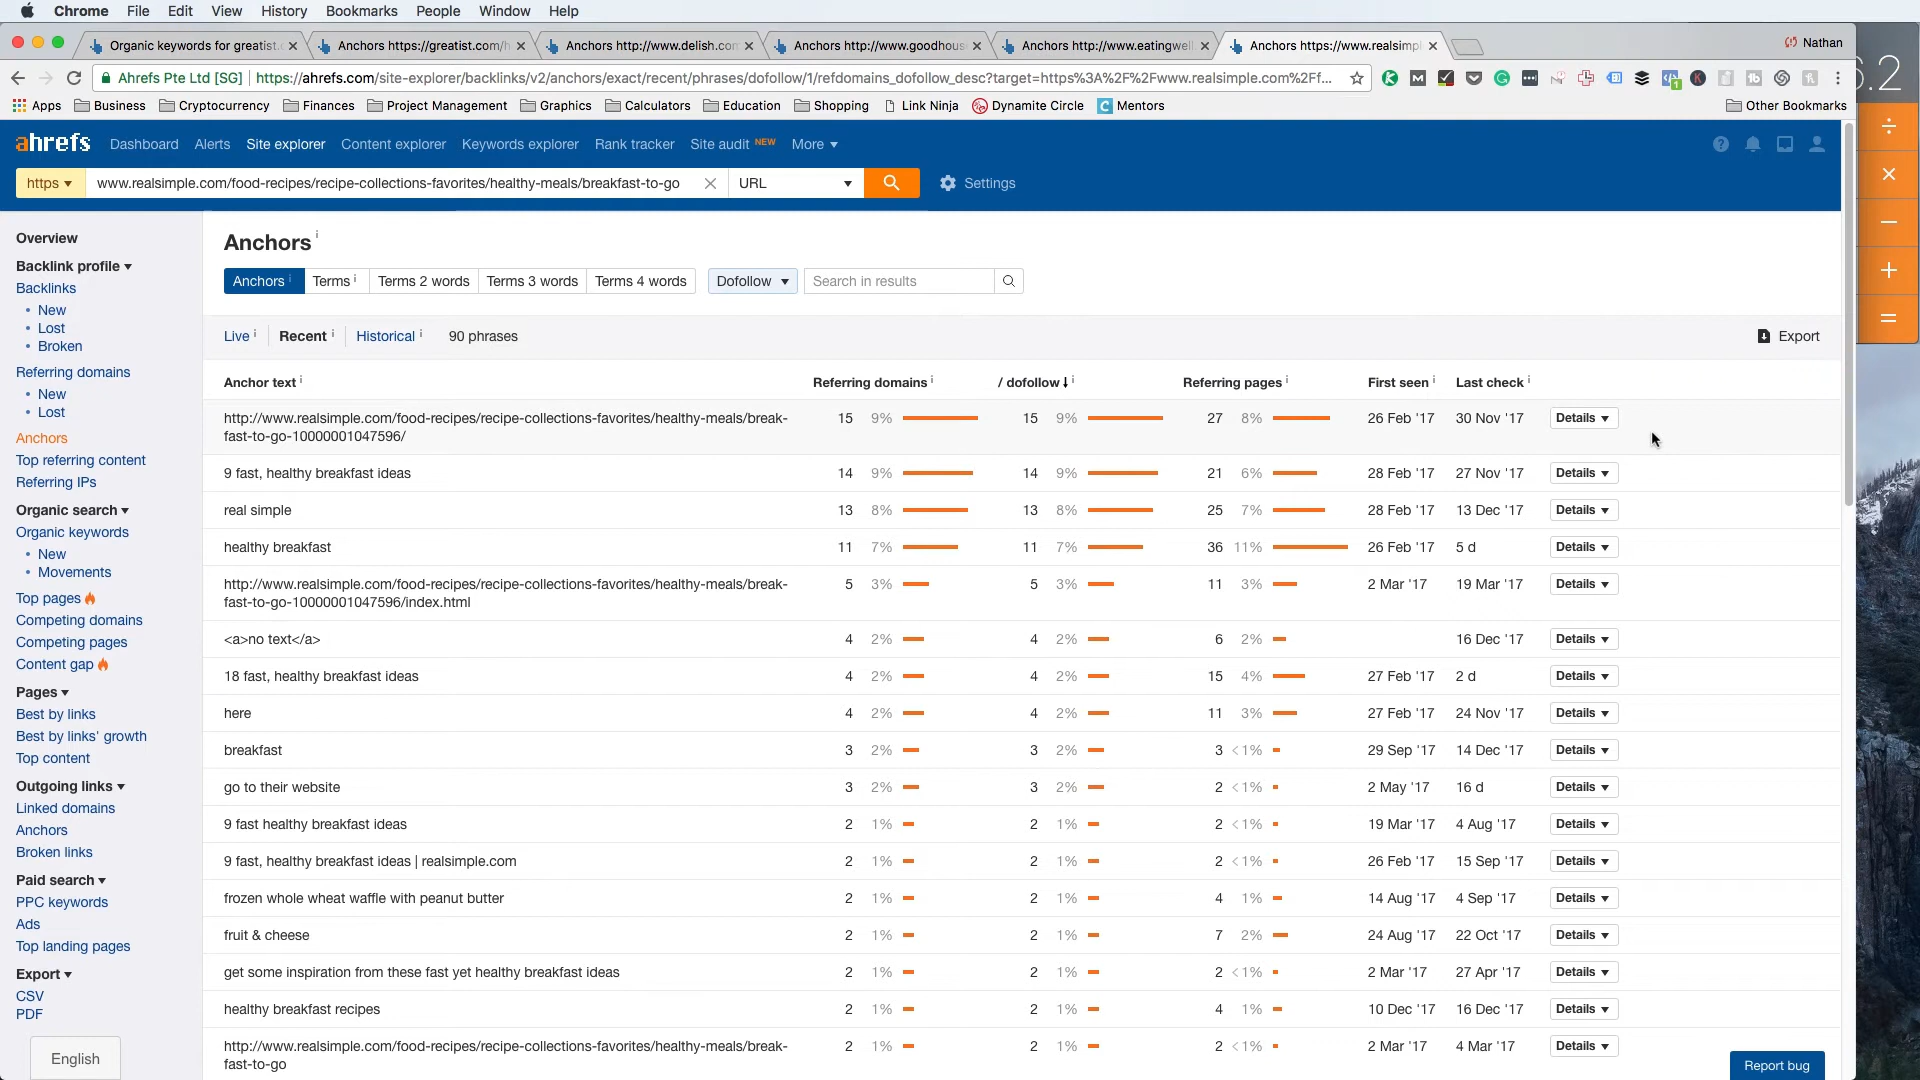 Chrome File Edit View History Bookmarks People Window Help
Organic keywords for greatist. Anchors https://greatist.com/h Anchors http://www.delish.com Anchors http://www.goodhous Anchors http://www.eatingwell Anchors https://www.realsimpl Nathan
Ahrefs Pte Ltd [SG] https://ahrefs.com/site-explorer/backlinks/v2/anchors/exact/recent/phrases/dofollow/1/refdomains_dofollow_desc?target=https%3A%2F%2Fwww.realsimple.com%2Ff...
Apps Business Cryptocurrency Finances Project Management Graphics Calculators Education Shopping Link Ninja Dynamite Circle Mentors Other Bookmarks
ahrefs Dashboard Alerts Site explorer Content explorer Keywords explorer Rank tracker Site audit NEW More
https www.realsimple.com/food-recipes/recipe-collections-favorites/healthy-meals/breakfast-to-go URL Settings
Overview
Backlink profile
Backlinks
• New
• Lost
• Broken
Referring domains
• New
• Lost
Anchors
Top referring content
Referring IPs
Organic search
Organic keywords
• New
• Movements
Top pages
Competing domains
Competing pages
Content gap
Pages
Best by links
Best by links' growth
Top content
Outgoing links
Linked domains
Anchors
Broken links
Paid search
PPC keywords
Ads
Top landing pages
Export
CSV
PDF
English
Anchors i
Anchors i Terms i Terms 2 words Terms 3 words Terms 4 words Dofollow Search in results
Live i Recent i Historical i 90 phrases Export
Anchor text i Referring domains i / dofollow i Referring pages i First seen i Last check i
http://www.realsimple.com/food-recipes/recipe-collections-favorites/healthy-meals/break- 15 9% 15 9% 27 8% 26 Feb '17 30 Nov '17 Details
fast-to-go-10000001047596/
9 fast, healthy breakfast ideas 14 9% 14 9% 21 6% 28 Feb '17 27 Nov '17 Details
real simple 13 8% 13 8% 25 7% 28 Feb '17 13 Dec '17 Details
healthy breakfast 11 7% 11 7% 36 11% 26 Feb '17 5 d Details
http://www.realsimple.com/food-recipes/recipe-collections-favorites/healthy-meals/break- 5 3% 5 3% 11 3% 2 Mar '17 19 Mar '17 Details
fast-to-go-10000001047596/index.html
<a>no text</a> 4 2% 4 2% 6 2% 16 Dec '17 Details
18 fast, healthy breakfast ideas 4 2% 4 2% 15 4% 27 Feb '17 2 d Details
here 4 2% 4 2% 11 3% 27 Feb '17 24 Nov '17 Details
breakfast 3 2% 3 2% 3 <1% 29 Sep '17 14 Dec '17 Details
go to their website 3 2% 3 2% 2 <1% 2 May '17 16 d Details
9 fast healthy breakfast ideas 2 1% 2 1% 2 <1% 19 Mar '17 4 Aug '17 Details
9 fast, healthy breakfast ideas | realsimple.com 2 1% 2 1% 2 <1% 26 Feb '17 15 Sep '17 Details
frozen whole wheat waffle with peanut butter 2 1% 2 1% 4 1% 14 Aug '17 4 Sep '17 Details
fruit & cheese 2 1% 2 1% 7 2% 24 Aug '17 22 Oct '17 Details
get some inspiration from these fast yet healthy breakfast ideas 2 1% 2 1% 2 <1% 2 Mar '17 27 Apr '17 Details
healthy breakfast recipes 2 1% 2 1% 4 1% 10 Dec '17 16 Dec '17 Details
http://www.realsimple.com/food-recipes/recipe-collections-favorites/healthy-meals/break- 2 1% 2 1% 2 <1% 2 Mar '17 4 Mar '17 Details
fast-to-go
Report bug
.2
÷
×
−
+
=